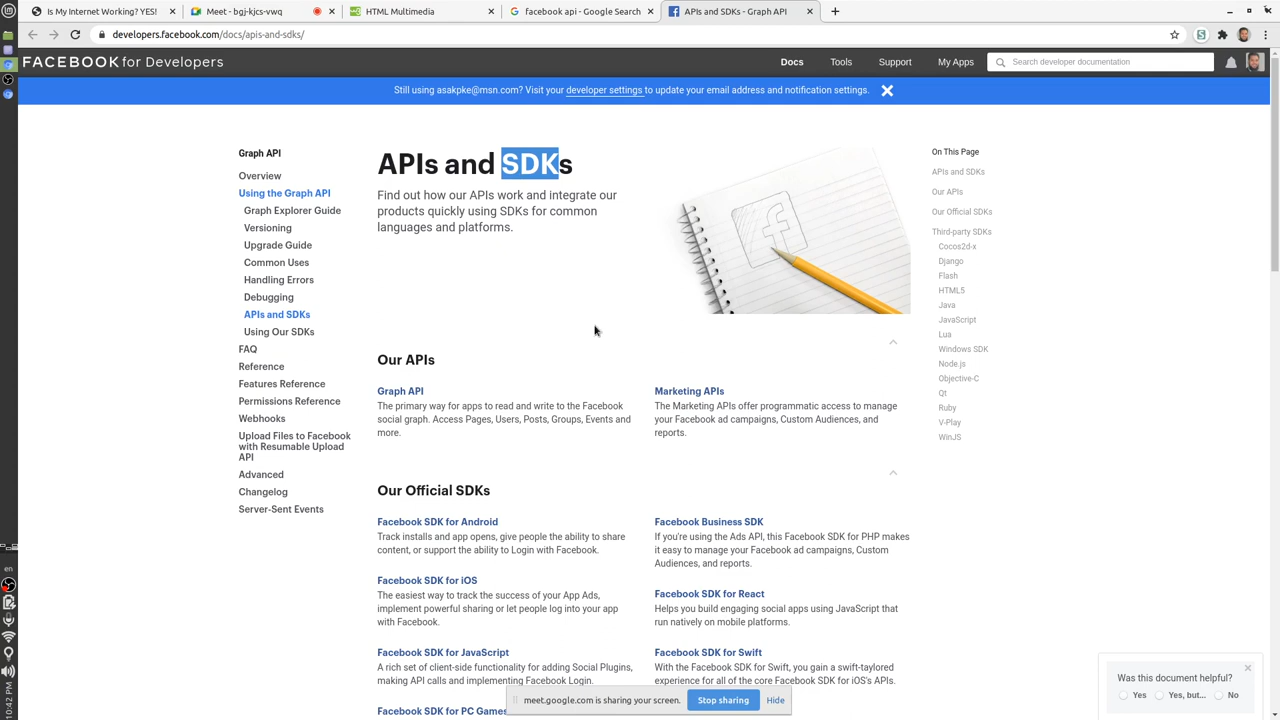 Is My Internet Working? YES!
Meet - bgj-kjcs-vwq
HTML Multimedia
facebook api - Google Search
APIs and SDKs - Graph API
developers.facebook.com/docs/apis-and-sdks/
FACEBOOK for Developers
Docs
Tools
Support
My Apps
Search developer documentation
Still using asakpke@msn.com? Visit your developer settings to update your email address and notification settings.
Graph API
Overview
Using the Graph API
Graph Explorer Guide
Versioning
Upgrade Guide
Common Uses
Handling Errors
Debugging
APIs and SDKs
Using Our SDKs
FAQ
Reference
Features Reference
Permissions Reference
Webhooks
Upload Files to Facebook
with Resumable Upload
API
Advanced
Changelog
Server-Sent Events
APIs and SDKs
Find out how our APIs work and integrate our
products quickly using SDKs for common
languages and platforms.
Our APIs
Graph API
The primary way for apps to read and write to the Facebook
social graph. Access Pages, Users, Posts, Groups, Events and
more.
Marketing APIs
The Marketing APIs offer programmatic access to manage
your Facebook ad campaigns, Custom Audiences, and
reports.
Our Official SDKs
Facebook SDK for Android
Track installs and app opens, give people the ability to share
content, or support the ability to Login with Facebook.
Facebook Business SDK
If you're using the Ads API, this Facebook SDK for PHP makes
it easy to manage your Facebook ad campaigns, Custom
Audiences, and reports.
Facebook SDK for iOS
The easiest way to track the success of your App Ads,
implement powerful sharing or let people log into your app
with Facebook.
Facebook SDK for React
Helps you build engaging social apps using JavaScript that
run natively on mobile platforms.
Facebook SDK for JavaScript
A rich set of client-side functionality for adding Social Plugins,
making API calls and implementing Facebook Login.
Facebook SDK for Swift
With the Facebook SDK for Swift, you gain a swift-taylored
experience for all of the core Facebook SDK for iOS's APIs.
Facebook SDK for PC Games
On This Page
APIs and SDKs
Our APIs
Our Official SDKs
Third-party SDKs
Cocos2d-x
Django
Flash
HTML5
Java
JavaScript
Lua
Windows SDK
Node.js
Objective-C
Qt
Ruby
V-Play
WinJS
meet.google.com is sharing your screen.
Stop sharing
Hide
Was this document helpful?
Yes
Yes, but...
No
en
10:42 PM